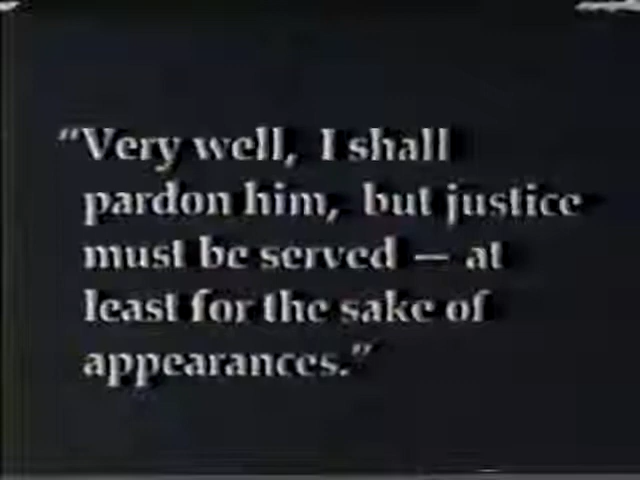 “Very well, I shall
pardon him, but justice
must be served — at
least for the sake of
appearances.”